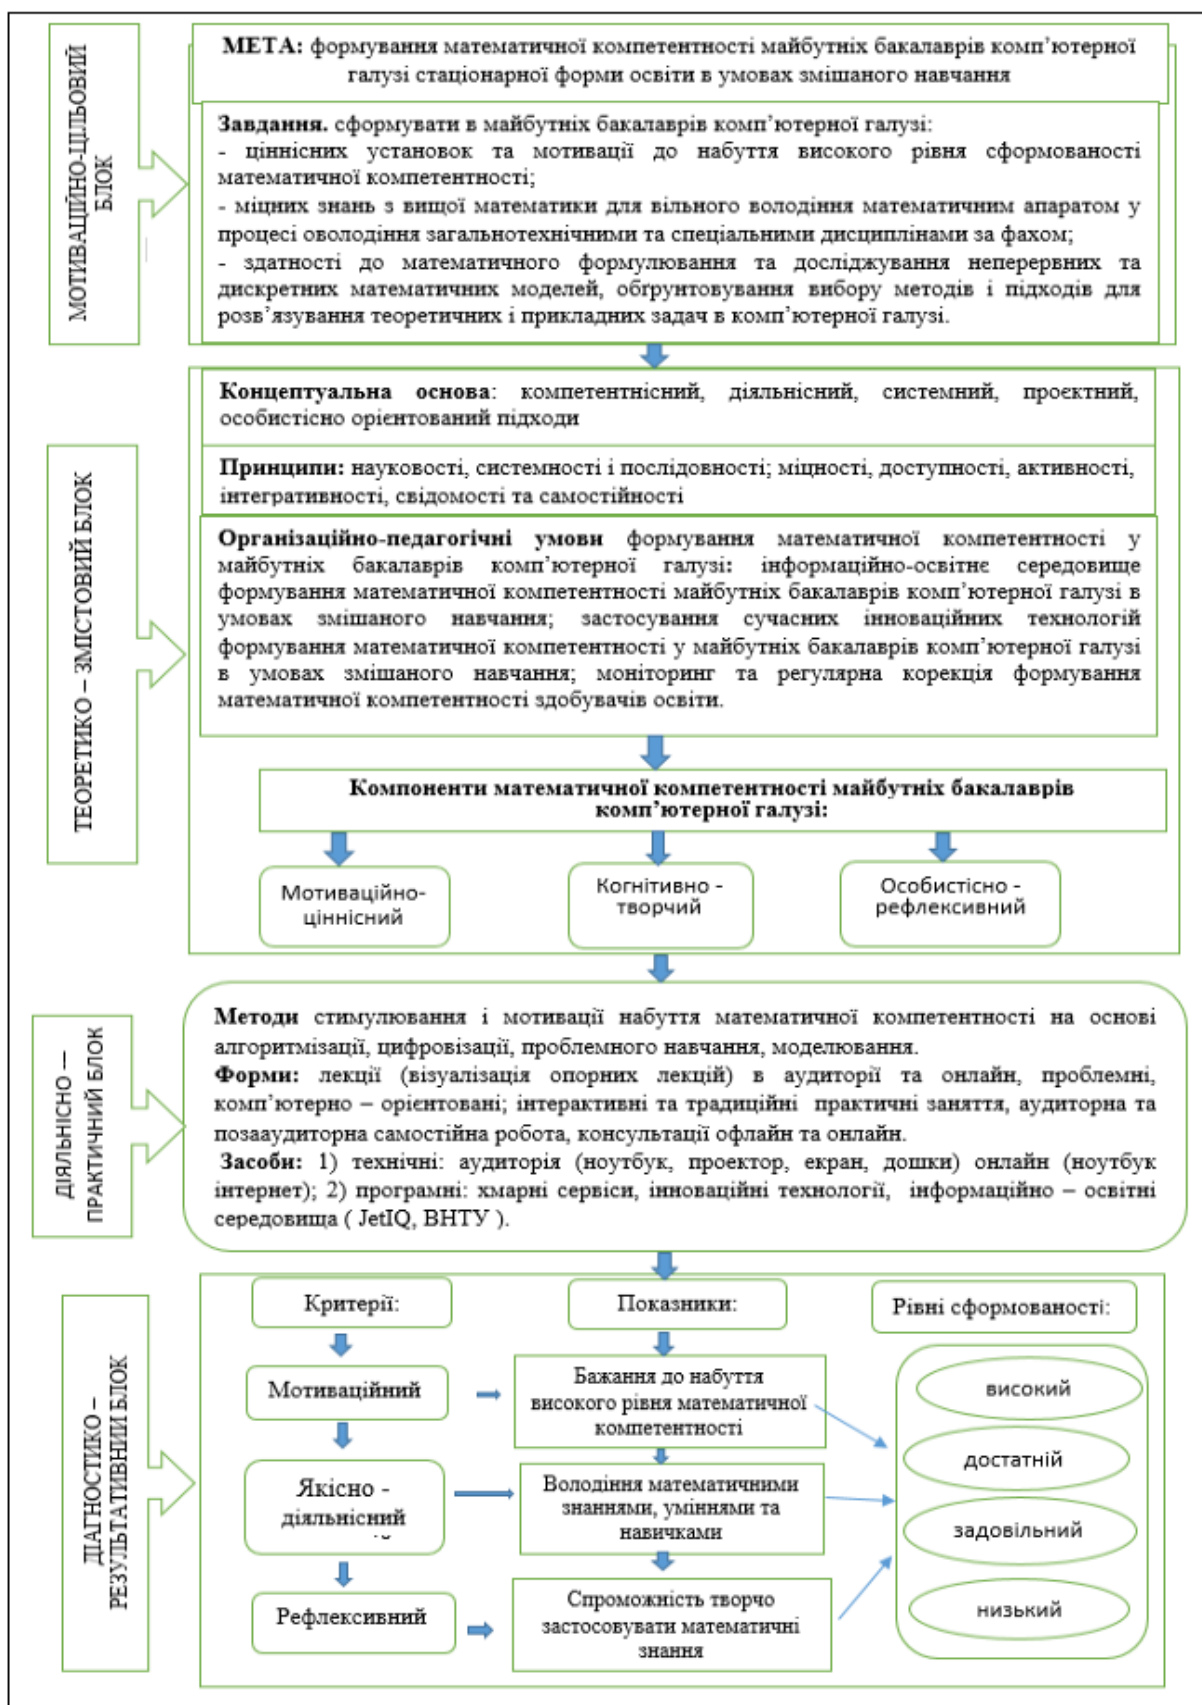 МОТИВАЦІЙНО-ЦІЛЬОВИЙ
БЛОК
МЕТА: формування математичної компетентності майбутніх бакалаврів комп’ютерної
галузі стаціонарної форми освіти в умовах змішаного навчання
Завдання. сформувати в майбутніх бакалаврів комп’ютерної галузі:
- ціннісних установок та мотивації до набуття високого рівня сформованості
математичної компетентності;
- міцних знань з вищої математики для вільного володіння математичним апаратом у
процесі оволодіння загальнотехнічними та спеціальними дисциплінами за фахом;
- здатності до математичного формулювання та досліджування неперервних та
дискретних математичних моделей, обґрунтовування вибору методів і підходів для
розв’язування теоретичних і прикладних задач в комп’ютерної галузі.
ТЕОРЕТИКО – ЗМІСТОВИЙ БЛОК
Концептуальна основа: компетентнісний, діяльнісний, системний, проєктний,
особистісно орієнтований підходи
Принципи: науковості, системності і послідовності; міцності, доступності, активності,
інтегративності, свідомості та самостійності
Організаційно-педагогічні умови формування математичної компетентності у
майбутніх бакалаврів комп’ютерної галузі: інформаційно-освітнє середовище
формування математичної компетентності майбутніх бакалаврів комп’ютерної галузі в
умовах змішаного навчання; застосування сучасних інноваційних технологій
формування математичної компетентності у майбутніх бакалаврів комп’ютерної галузі
в умовах змішаного навчання; моніторинг та регулярна корекція формування
математичної компетентності здобувачів освіти.
Компоненти математичної компетентності майбутніх бакалаврів
комп’ютерної галузі:
Мотиваційно-
ціннісний
Когнітивно -
творчий
Особистісно -
рефлексивний
ДІЯЛЬНІСНО —
ПРАКТИЧНИЙ БЛОК
Методи стимулювання і мотивації набуття математичної компетентності на основі
алгоритмізації, цифровізації, проблемного навчання, моделювання.
Форми: лекції (візуалізація опорних лекцій) в аудиторії та онлайн, проблемні,
комп’ютерно – орієнтовані; інтерактивні та традиційні практичні заняття, аудиторна та
позааудиторна самостійна робота, консультації офлайн та онлайн.
Засоби: 1) технічні: аудиторія (ноутбук, проектор, екран, дошки) онлайн (ноутбук
інтернет); 2) програмні: хмарні сервіси, інноваційні технології, інформаційно – освітні
середовища ( JetIQ, ВНТУ ).
ДІАГНОСТИКО –
РЕЗУЛЬТАТИВНИЙ БЛОК
Критерії:
Показники:
Рівні сформованості:
Мотиваційний
Бажання до набуття
високого рівня математичної
компетентності
високий
достатній
Якісно -
діяльнісний
Володіння математичними
знаннями, уміннями та
навичками
задовільний
Рефлексивний
Спроможність творчо
застосовувати математичні
знання
низький